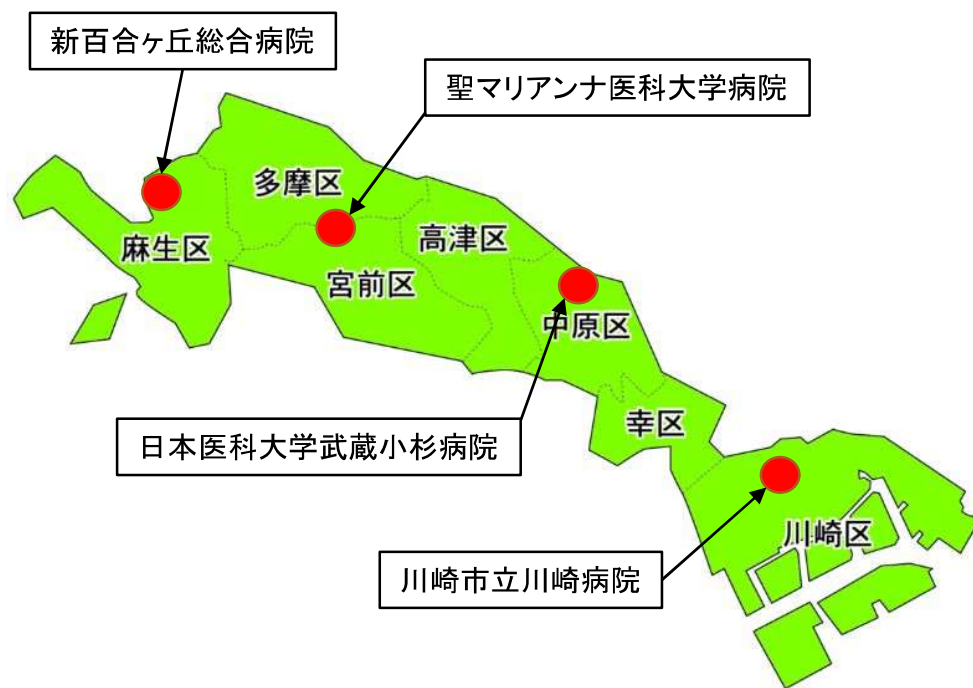 新百合ヶ丘総合病院
聖マリアンナ医科大学病院
多摩区
麻生区
高津区
宮前区
中原区
幸区
日本医科大学武蔵小杉病院
川崎区
川崎市立川崎病院